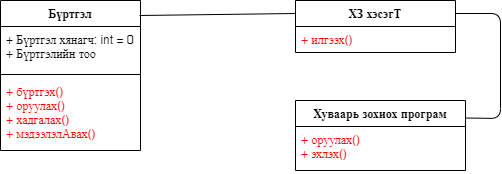 Бүртгэл
+ Бүртгэл хянагч: int = 0
+ Бүртгэлийн тоо
+ бүртгэх()
+ оруулах()
+ хадгалах()
+ мэдээлэлАвах()
ХЗ хэсэгТ
+ илгээх()
Хуваарь зохиох програм
+ оруулах()
+ эхлэх()